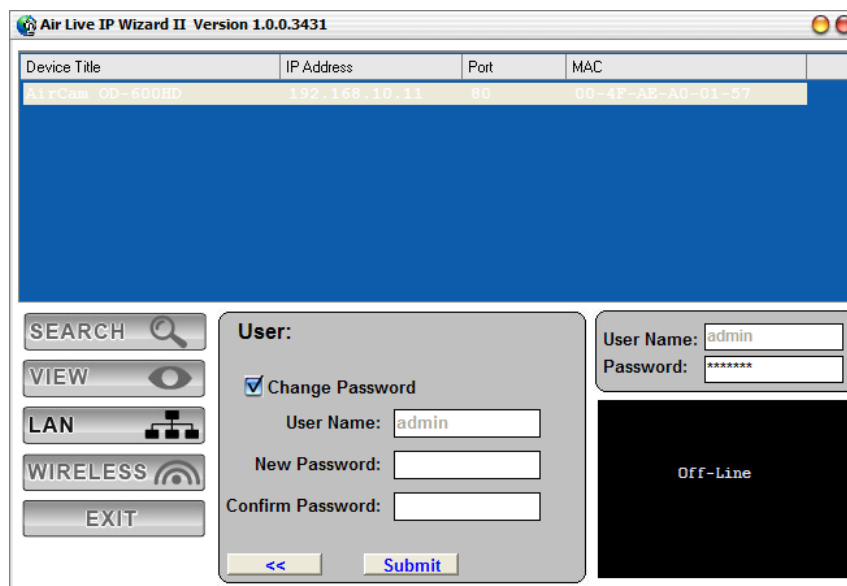 Air Live IP Wizard II Version 1.0.0.3431
Device Title IP Address Port MAC
AirCam OD-600HD 192.168.10.11 80 00-4F-AE-A0-01-57
SEARCH
VIEW
LAN
WIRELESS
EXIT
User:
Change Password
User Name: admin
New Password:
Confirm Password:
<< Submit
User Name: admin
Password: *******
Off-Line